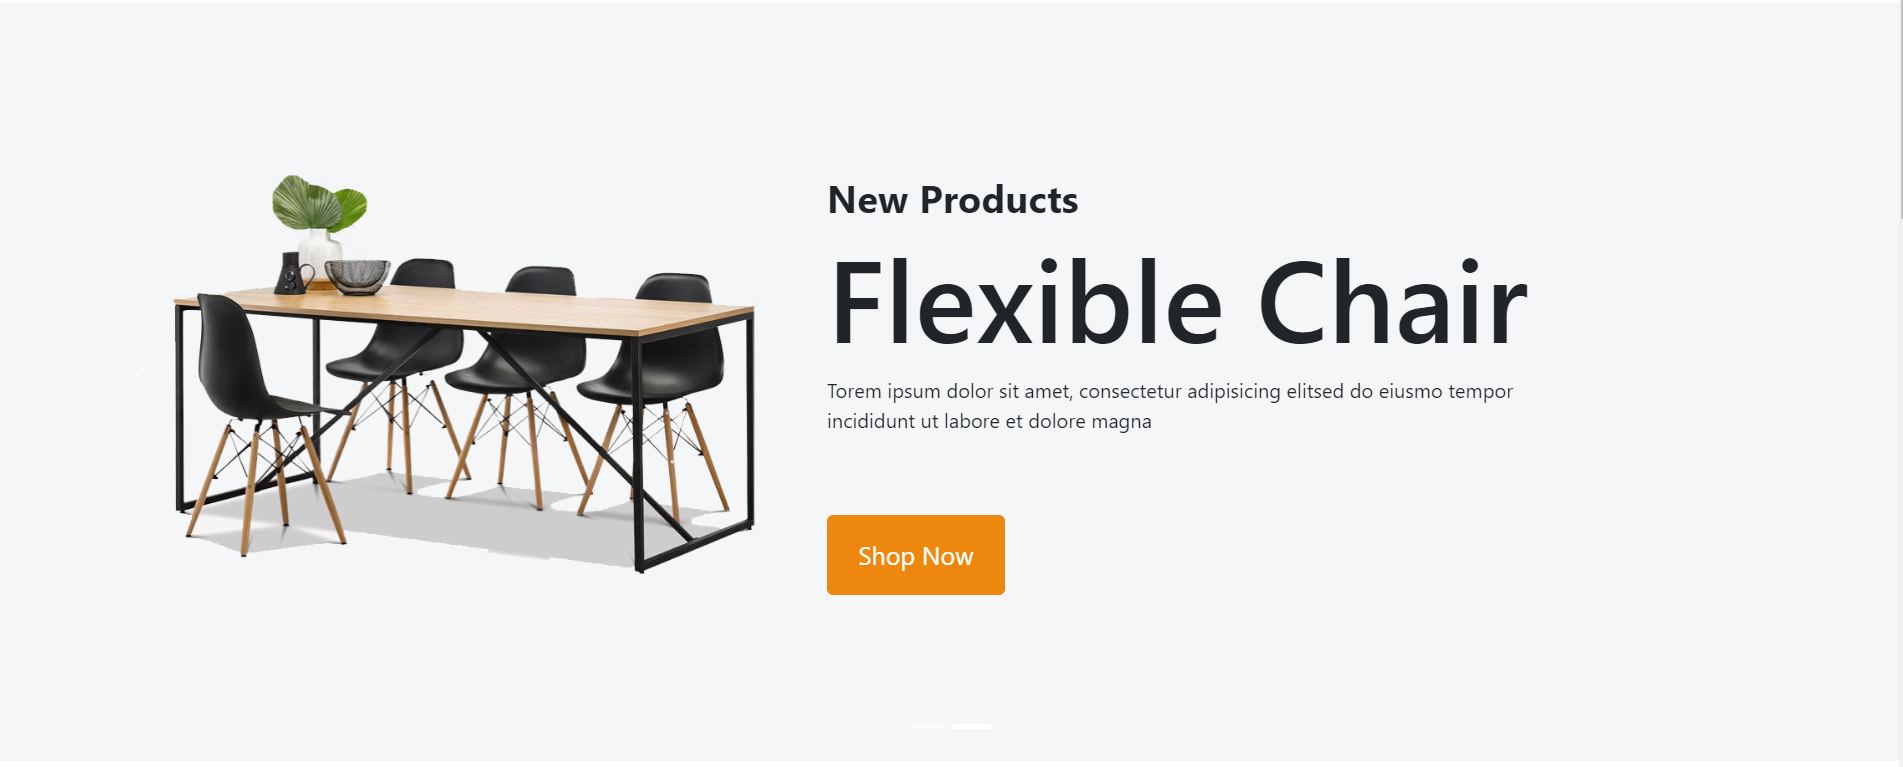 New Products
Flexible Chair
Torem ipsum dolor sit amet, consectetur adipisicing elitsed do eiusmo tempor
incididunt ut labore et dolore magna
Shop Now